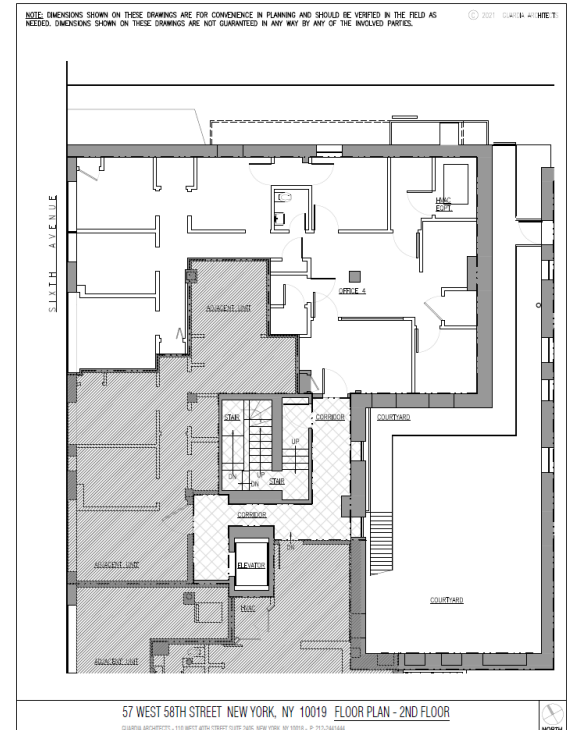 NOTE: DIMENSIONS SHOWN ON THESE DRAWINGS ARE FOR CONVENIENCE IN PLANNING AND SHOULD BE VERIFIED IN THE FIELD AS
NEEDED. DIMENSIONS SHOWN ON THESE DRAWINGS ARE NOT GUARANTEED IN ANY WAY BY ANY OF THE INVOLVED PARTIES.
© 2021
SIXTH AVENUE
HVAC
EQPT.
OFFICE 4
ADJACENT UNIT
STAIR
CORRIDOR
COURTYARD
UP
DN
UP
DN
STAIR
CORRIDOR
DN
ADJACENT UNIT
ELEVATOR
COURTYARD
HVAC
ADJACENT UNIT
57 WEST 58TH STREET NEW YORK, NY 10019 FLOOR PLAN - 2ND FLOOR
NORTH